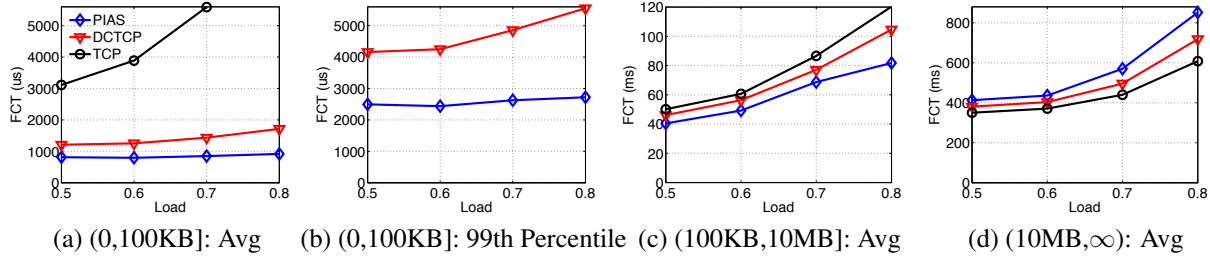 5000
4000
3000
2000
1000
0
FCT (us)
PIAS
DCTCP
TCP
0.5 0.6 0.7 0.8
Load
(a) (0,100KB]: Avg
5000
4000
3000
2000
1000
0
FCT (us)
0.5 0.6 0.7 0.8
Load
(b) (0,100KB]: 99th Percentile
120
100
80
60
40
20
0
FCT (ms)
0.5 0.6 0.7 0.8
Load
(c) (100KB,10MB]: Avg
800
600
400
200
0
FCT (ms)
0.5 0.6 0.7 0.8
Load
(d) (10MB,∞): Avg